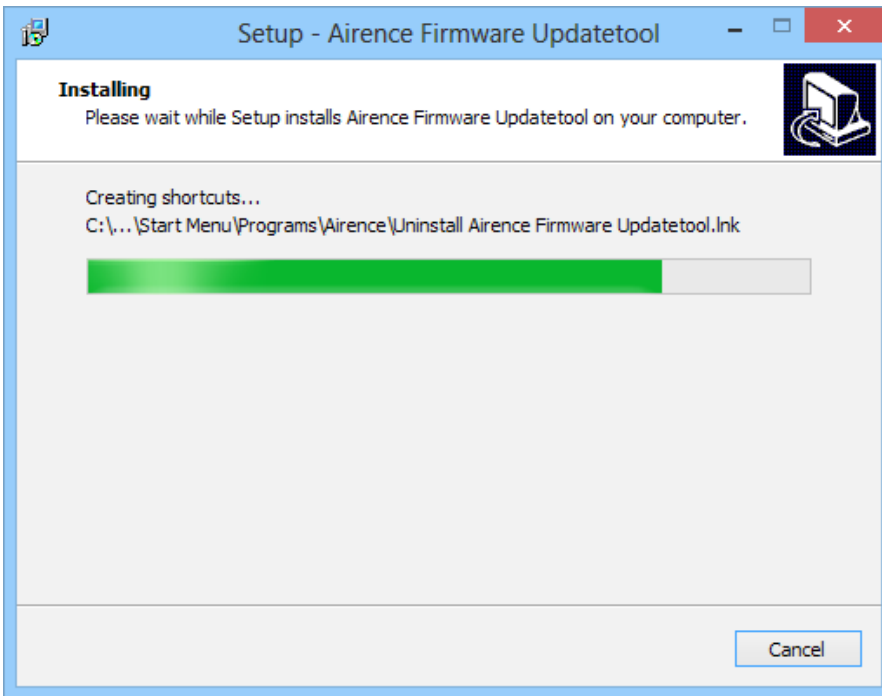 Setup - Airence Firmware Updatetool
Installing
Please wait while Setup installs Airence Firmware Updatetool on your computer.
Creating shortcuts...
C:\...\Start Menu\Programs\Airence\Uninstall Airence Firmware Updatetool.lnk
Cancel